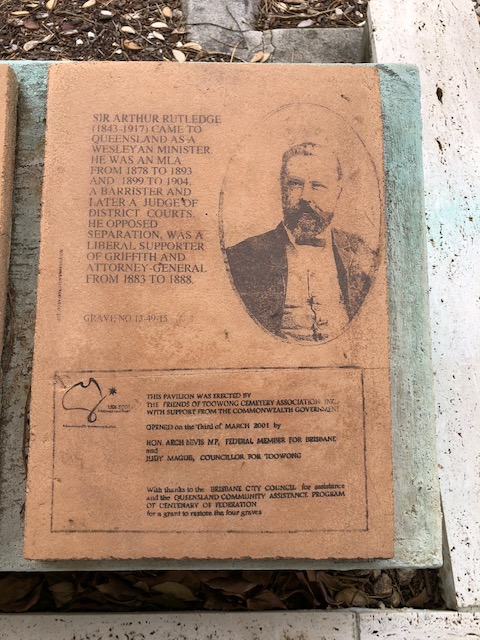 SIR ARTHUR RUTLEDGE
(1843-1917) CAME TO
QUEENSLAND AS A
WESLEYAN MINISTER.
HE WAS AN MLA
FROM 1878 TO 1893
AND 1899 TO 1904,
A BARRISTER AND
LATER A JUDGE OF
DISTRICT COURTS.
HE OPPOSED
SEPARATION, WAS A
LIBERAL SUPPORTER
OF GRIFFITH AND
ATTORNEY-GENERAL
FROM 1883 TO 1888.
GRAVE NO 13-49-15
THIS PAVILION WAS ERECTED BY
THE FRIENDS OF TOOWONG CEMETERY ASSOCIATION INC.
WITH SUPPORT FROM THE COMMONWEALTH GOVERNMEN
OPENED on the Third of MARCH 2001 by
HON. ARCH BEVIS MP, FEDERAL MEMBER FOR BRISBANE
and
JUDY MAGUB, COUNCILLOR FOR TOOWONG
With thanks to the BRISBANE CITY COUNCIL for assistance
and the QUEENSLAND COMMUNITY ASSISTANCE PROGRAM
OF CENTENARY OF FEDERATION
for a grant to restore the four graves